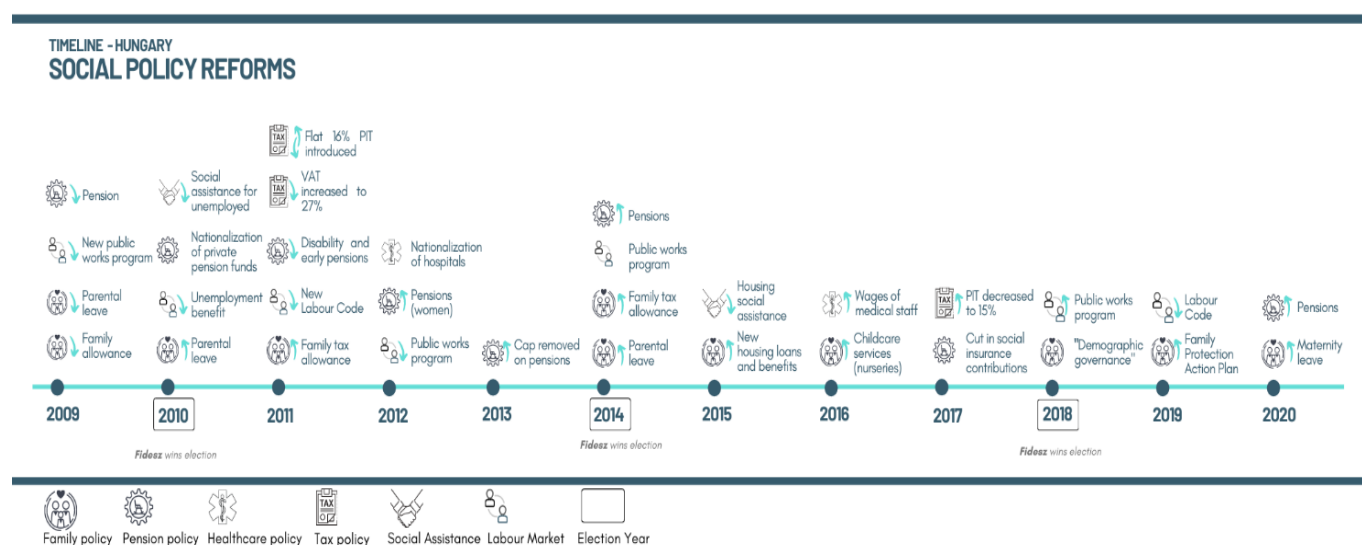 TIMELINE - HUNGARY
SOCIAL POLICY REFORMS
Pension
New public
works program
Parental
leave
Family
allowance
Social
assistance for
unemployed
Nationalization
of private
pension funds
Unemployment
benefit
Parental
leave
TAX
Flat 16% PIT
introduced
TAX
VAT
increased to
27%
Disability and
early pensions
New
Labour Code
Family tax
allowance
Nationalization
of hospitals
Pensions
(women)
Public works
program
Cap removed
on pensions
Pensions
Public works
program
Family tax
allowance
Parental
leave
Housing
social
assistance
New
housing loans
and benefits
Wages of
medical staff
Childcare
services
(nurseries)
TAX
PIT decreased
to 15%
Cut in social
insurance
contributions
Public works
program
"Demographic
governance"
Labour
Code
Family
Protection
Action Plan
Pensions
Maternity
leave
2009 2010 2011 2012 2013 2014 2015 2016 2017 2018 2019 2020
Fidesz wins election
Fidesz wins election
Fidesz wins election
TAX
Family policy Pension policy Healthcare policy Tax policy Social Assistance Labour Market Election Year